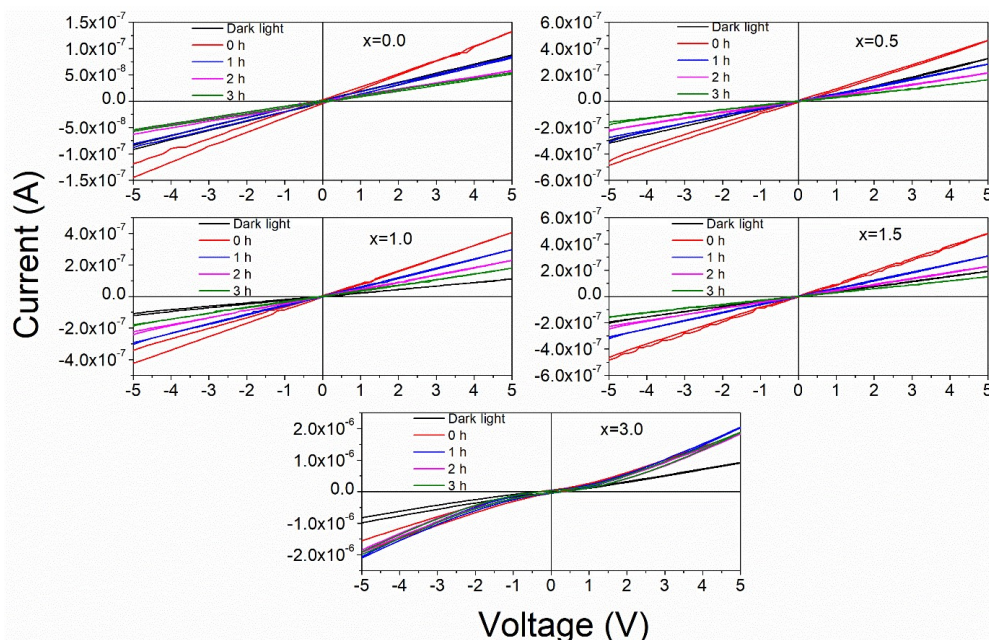 Current (A)
1.5x10⁻⁷
1.0x10⁻⁷
5.0x10⁻⁸
0.0
-5.0x10⁻⁸
-1.0x10⁻⁷
1.5x10⁻⁷
Dark light
0 h
1 h
2 h
3 h
x=0.0
-5 -4 -3 -2 -1 0 1 2 3 4 5
6.0x10⁻⁷
4.0x10⁻⁷
2.0x10⁻⁷
0.0
-2.0x10⁻⁷
-4.0x10⁻⁷
-6.0x10⁻⁷
Dark light
0 h
1 h
2 h
3 h
x=0.5
-5 -4 -3 -2 -1 0 1 2 3 4 5
4.0x10⁻⁷
2.0x10⁻⁷
0.0
-2.0x10⁻⁷
-4.0x10⁻⁷
Dark light
0 h
1 h
2 h
3 h
x=1.0
-5 -4 -3 -2 -1 0 1 2 3 4 5
6.0x10⁻⁷
4.0x10⁻⁷
2.0x10⁻⁷
0.0
-2.0x10⁻⁷
-4.0x10⁻⁷
-6.0x10⁻⁷
Dark light
0 h
1 h
2 h
3 h
x=1.5
-5 -4 -3 -2 -1 0 1 2 3 4 5
2.0x10⁻⁶
1.0x10⁻⁶
0.0
-1.0x10⁻⁶
-2.0x10⁻⁶
Dark light
0 h
1 h
2 h
3 h
x=3.0
-5 -4 -3 -2 -1 0 1 2 3 4 5
Voltage (V)